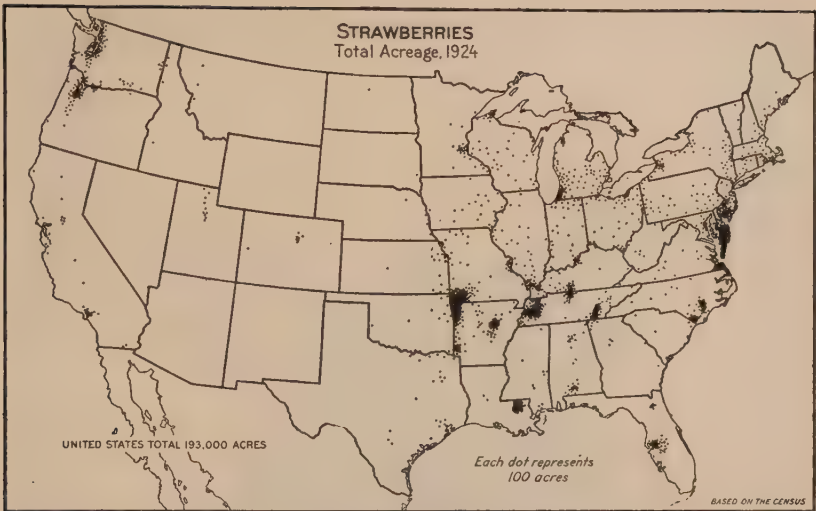 STRAWBERRIES
Total Acreage, 1924
UNITED STATES TOTAL 193,000 ACRES
Each dot represents
100 acres
BASED ON THE CENSUS